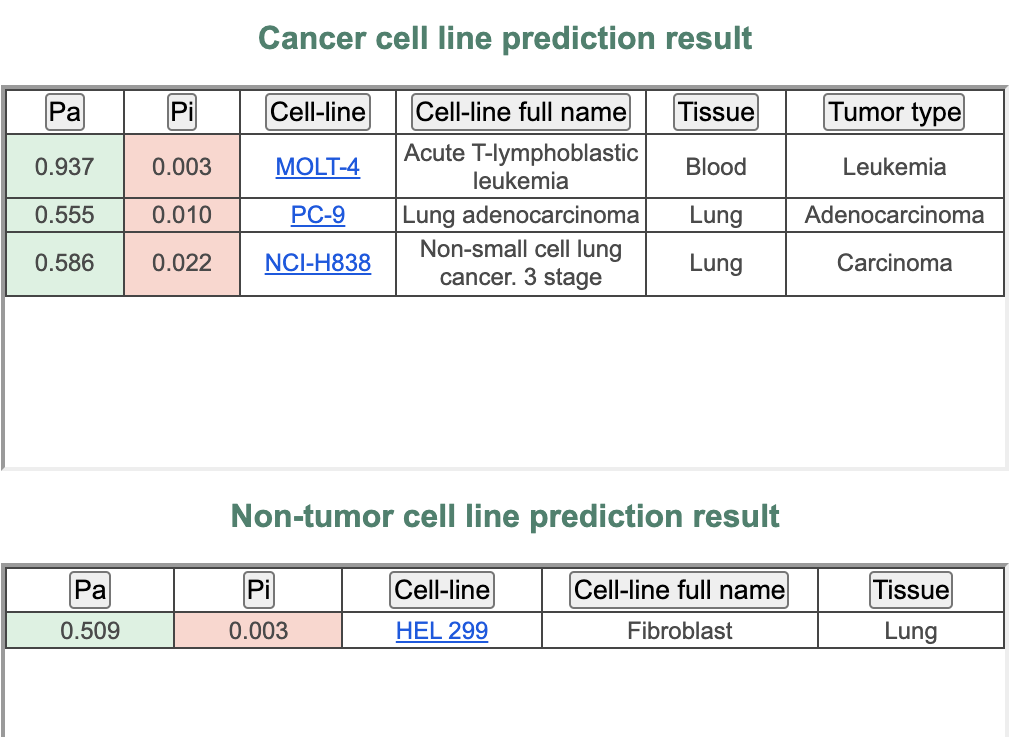 Cancer cell line prediction result
Pa Pi Cell-line Cell-line full name Tissue Tumor type
0.937 0.003 MOLT-4 Acute T-lymphoblastic leukemia Blood Leukemia
0.555 0.010 PC-9 Lung adenocarcinoma Lung Adenocarcinoma
0.586 0.022 NCI-H838 Non-small cell lung cancer. 3 stage Lung Carcinoma
Non-tumor cell line prediction result
Pa Pi Cell-line Cell-line full name Tissue
0.509 0.003 HEL 299 Fibroblast Lung